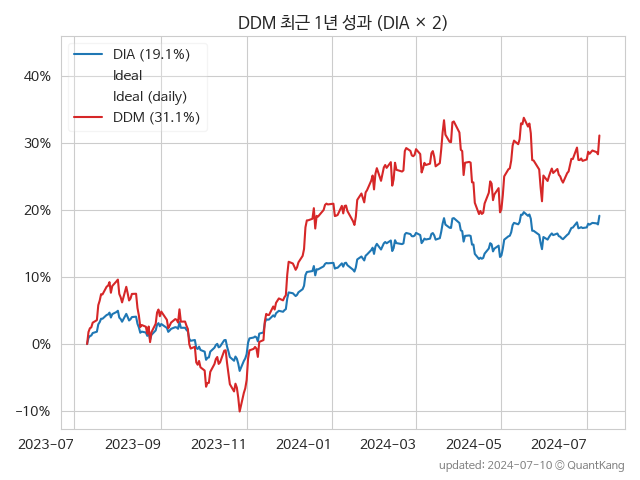 DDM 최근 1년 성과 (DIA × 2)
DIA (19.1%)
Ideal
Ideal (daily)
DDM (31.1%)
40%
30%
20%
10%
0%
−10%
2023-07 2023-09 2023-11 2024-01 2024-03 2024-05 2024-07
updated: 2024-07-10 © QuantKang